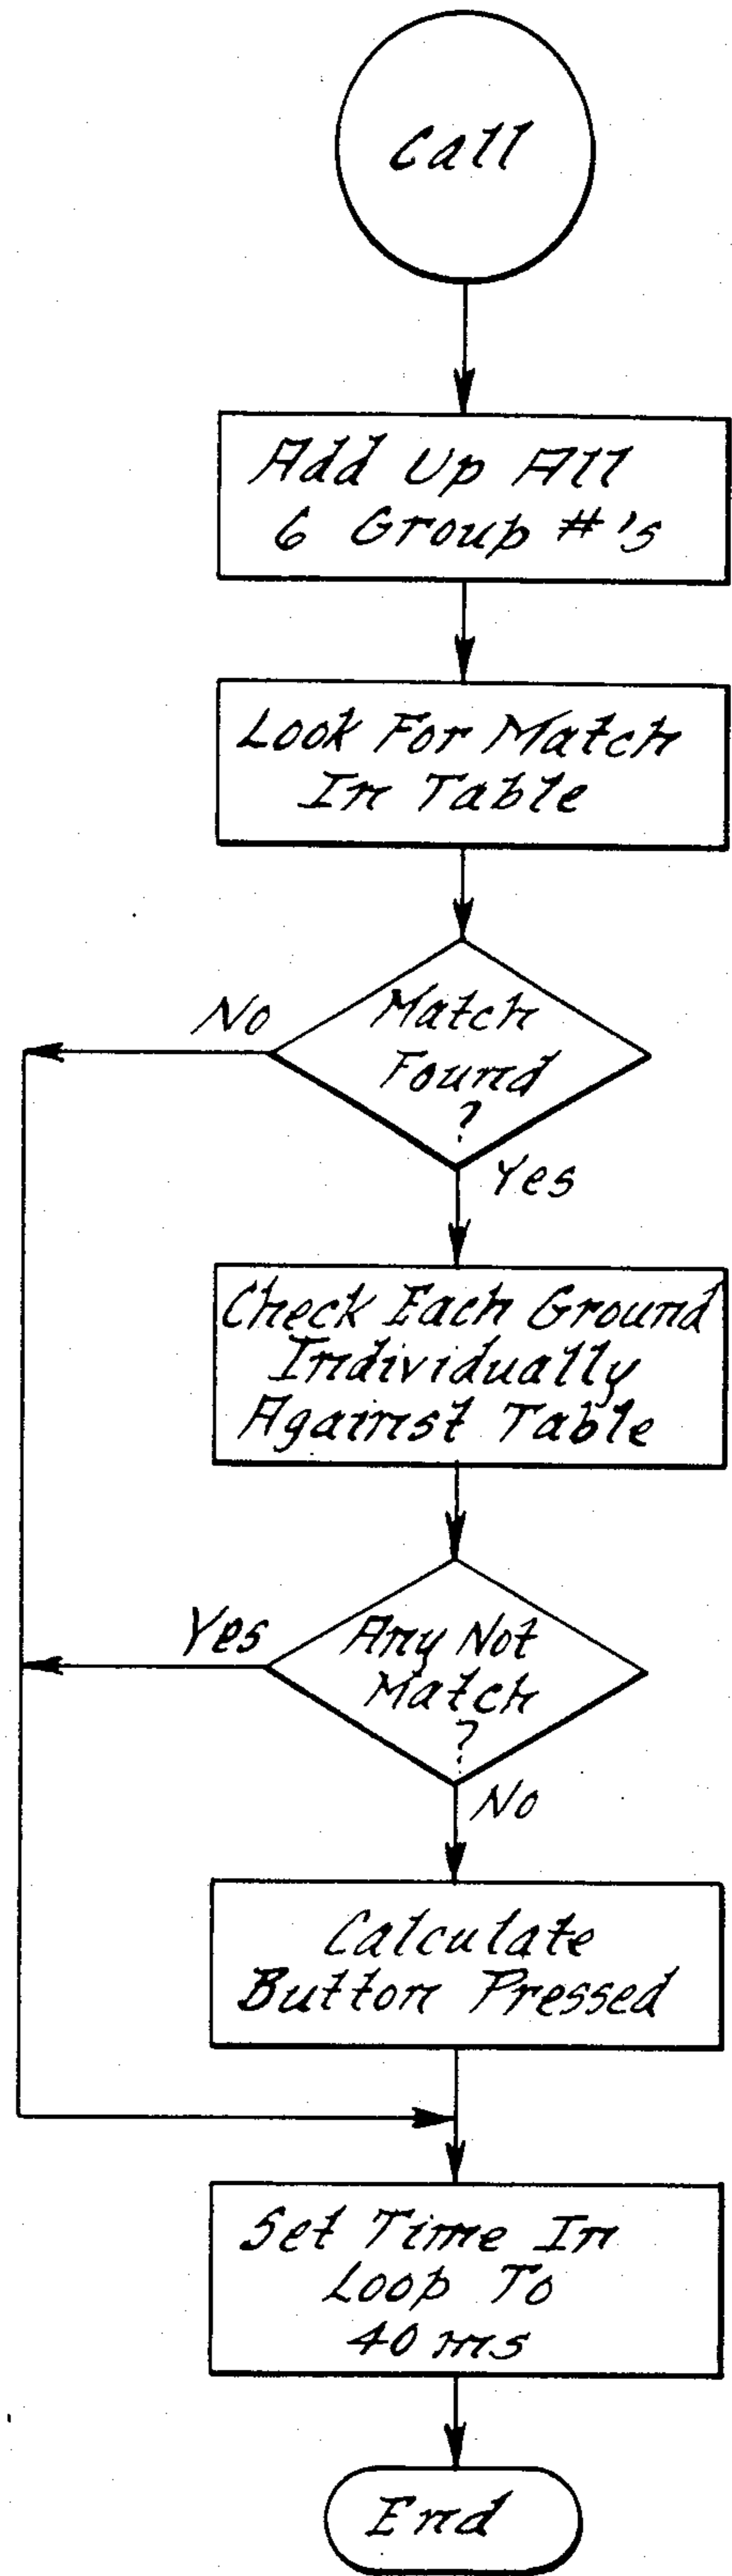 Call
Add Up All
6 Group #'s
Look For Match
In Table
Match
Found
?
No
Yes
Check Each Ground
Individually
Against Table
Any Not
Match
?
Yes
No
Calculate
Button Pressed
Set Time In
Loop To
40 ms
End